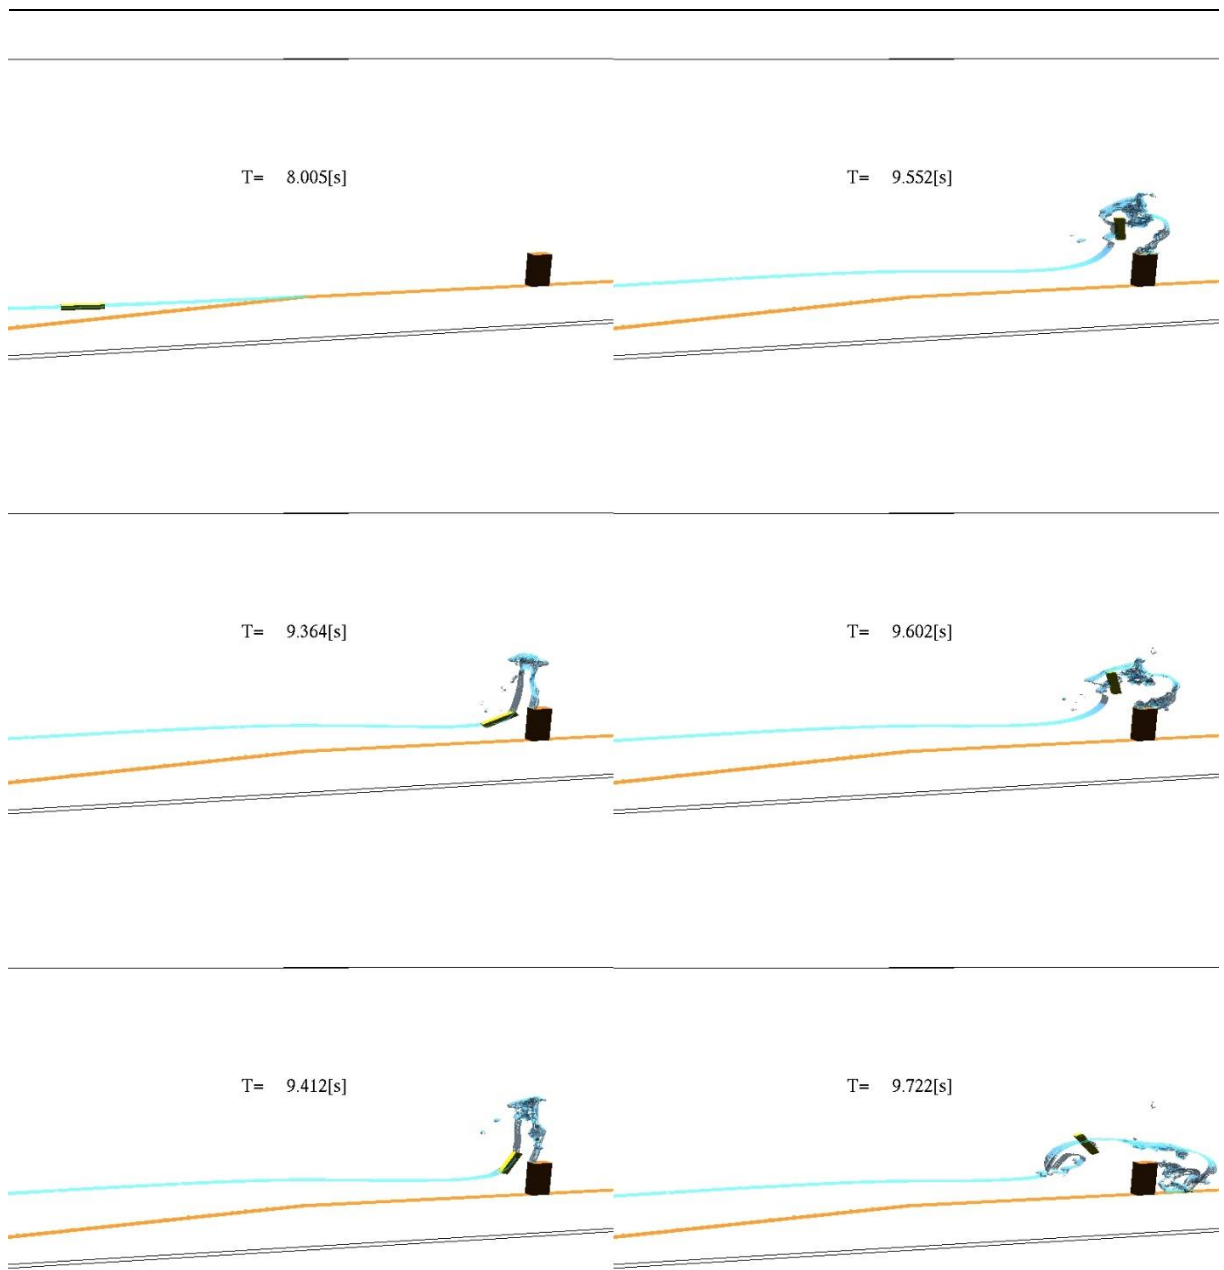 T= 8.005[s]
T= 9.552[s]
T= 9.364[s]
T= 9.602[s]
T= 9.412[s]
T= 9.722[s]